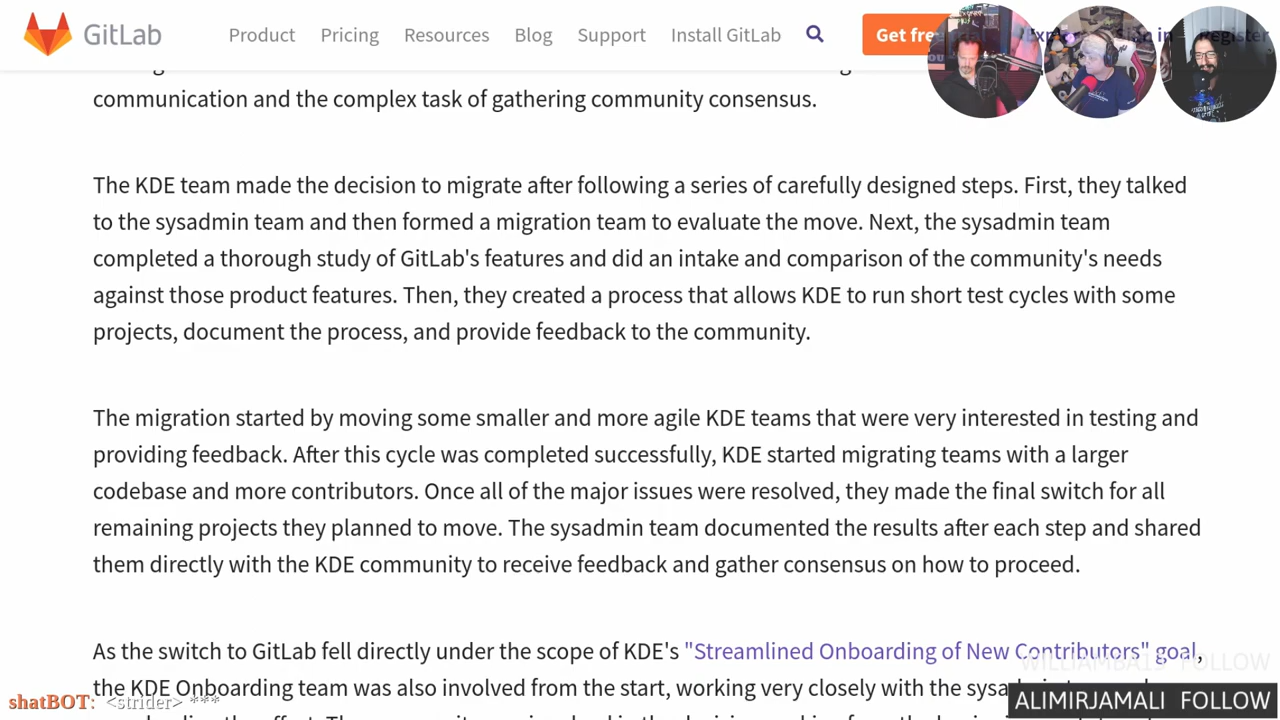 GitLab Product Pricing Resources Blog Support Install GitLab Get free in Register
communication and the complex task of gathering community consensus.
The KDE team made the decision to migrate after following a series of carefully designed steps. First, they talked
to the sysadmin team and then formed a migration team to evaluate the move. Next, the sysadmin team
completed a thorough study of GitLab's features and did an intake and comparison of the community's needs
against those product features. Then, they created a process that allows KDE to run short test cycles with some
projects, document the process, and provide feedback to the community.
The migration started by moving some smaller and more agile KDE teams that were very interested in testing and
providing feedback. After this cycle was completed successfully, KDE started migrating teams with a larger
codebase and more contributors. Once all of the major issues were resolved, they made the final switch for all
remaining projects they planned to move. The sysadmin team documented the results after each step and shared
them directly with the KDE community to receive feedback and gather consensus on how to proceed.
As the switch to GitLab fell directly under the scope of KDE's "Streamlined Onboarding of New Contributors" goal,
FOLLOW
the KDE Onboarding team was also involved from the start, working very closely with the
ALIMIRJAMALI FOLLOW
shatBOT: <strider> ***